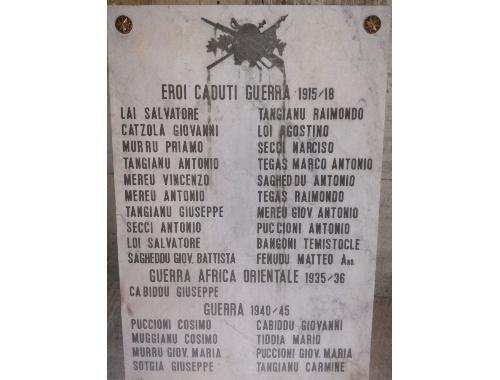 EROI CADUTI GUERRA 1915/18
LAI SALVATORE TANGIANU RAIMONDO
CATZOLA GIOVANNI LOI AGOSTINO
MURRU PRIAMO SECCI NARCISO
TANGIANU ANTONIO TEGAS MARCO ANTONIO
MEREU VINCENZO SAGHEDDU ANTONIO
MEREU ANTONIO TEGAS RAIMONDO
TANGIANU GIUSEPPE MEREU GIOV ANTONIO
SECCI ANTONIO PUCCIONI ANTONIO
LOI SALVATORE BANGONI TEMISTOCLE
SAGHEDDU GIOV. BATTISTA FENUDU MATTEO
GUERRA AFRICA ORIENTALE 1935/36
CABIDDU GIUSEPPE
GUERRA 1940/45
PUCCIONI COSIMO CABIDDU GIOVANNI
MUGGIANU COSIMO TIDDIA MARIO
MURRU GIOV. MARIA PUCCIONI GIOV. MARIA
SOTGIA GIUSEPPE TANGIANU CARMINE